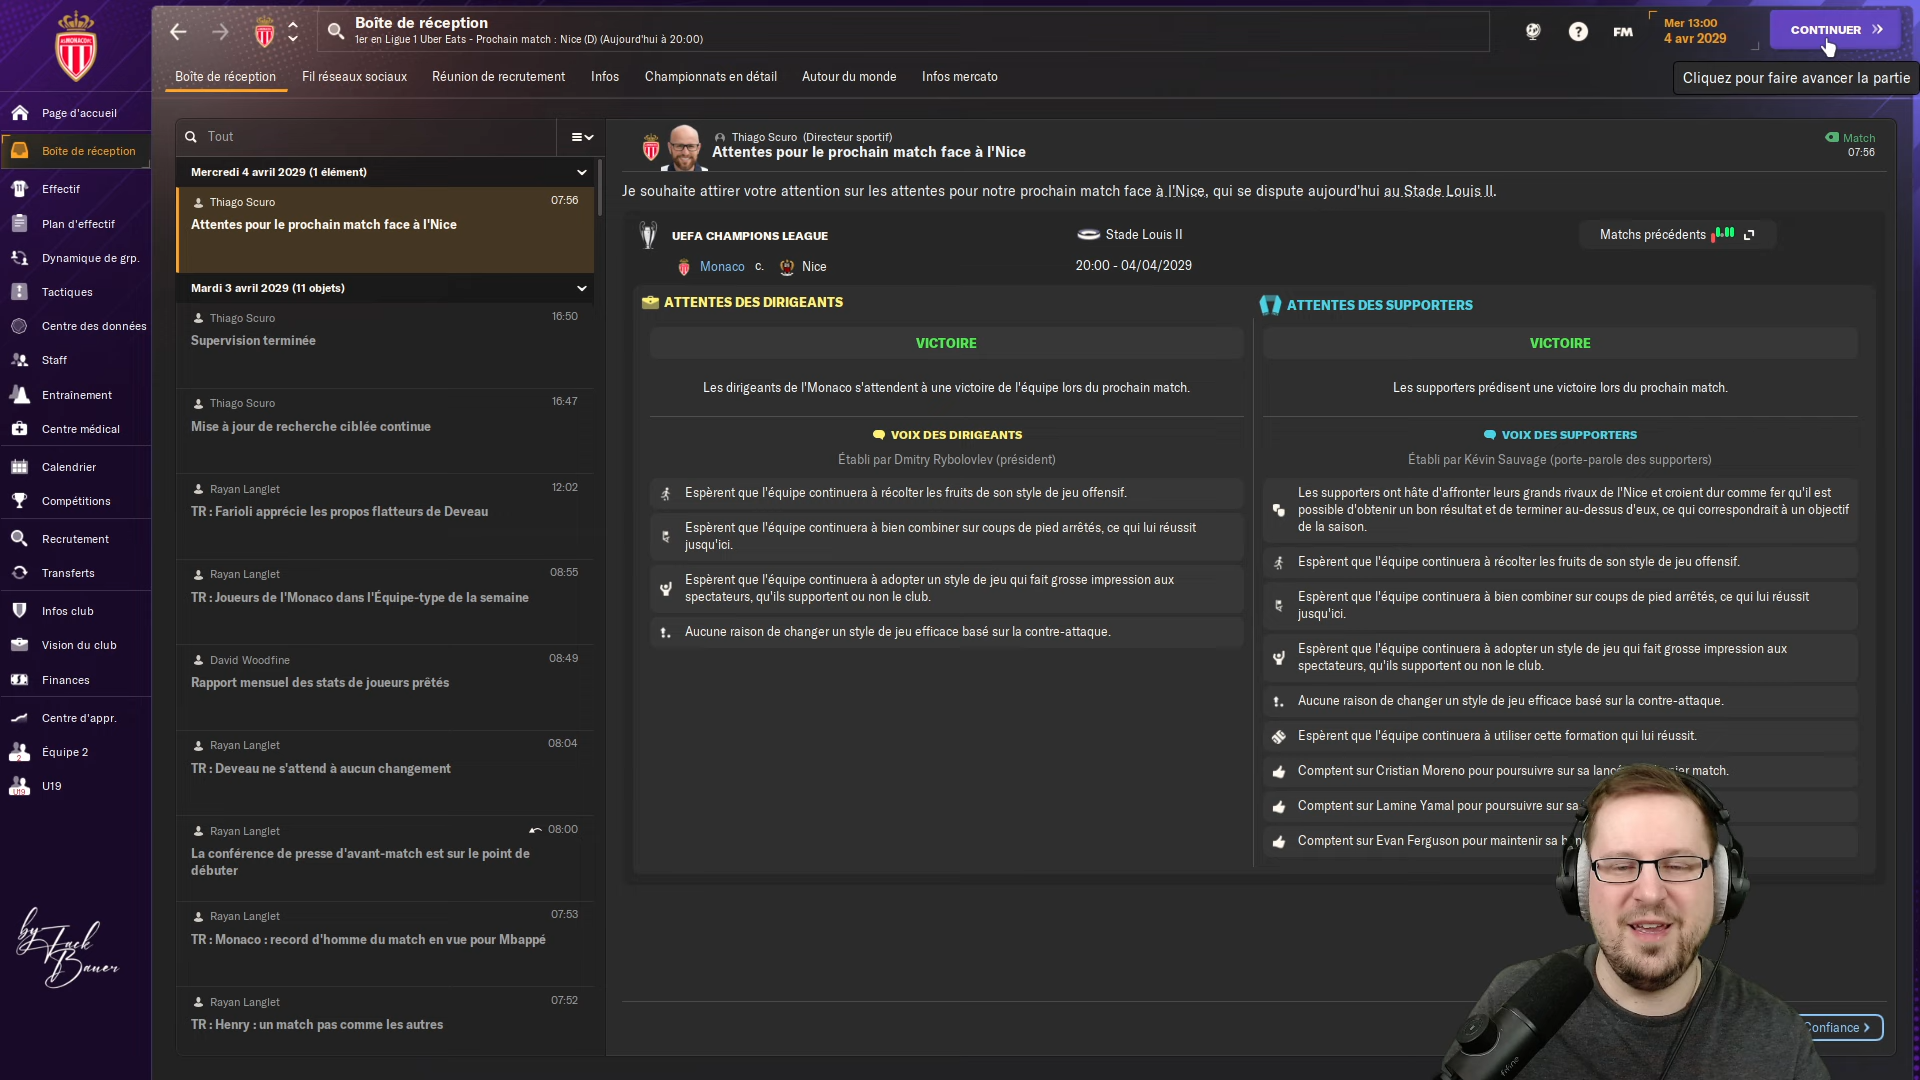 Boîte de réception
1er en Ligue 1 Uber Eats - Prochain match : Nice (D) (Aujourd'hui à 20:00)
FM
Mer 13:00
4 avr 2029
CONTINUER
Cliquez pour faire avancer la partie
Boîte de réception
Fil réseaux sociaux
Réunion de recrutement
Infos
Championnats en détail
Autour du monde
Infos mercato
Page d'accueil
Boîte de réception
Effectif
Plan d'effectif
Dynamique de grp.
Tactiques
Centre des données
Staff
Entraînement
Centre médical
Calendrier
Compétitions
Recrutement
Transferts
Infos club
Vision du club
Finances
Centre d'appr.
Équipe 2
U19
by Jack
Bauer
Tout
Mercredi 4 avril 2029 (1 élément)
Thiago Scuro
07:56
Attentes pour le prochain match face à l'Nice
Mardi 3 avril 2029 (11 objets)
Thiago Scuro
16:50
Supervision terminée
Thiago Scuro
16:47
Mise à jour de recherche ciblée continue
Rayan Langlet
12:02
TR : Farioli apprécie les propos flatteurs de Deveau
Rayan Langlet
08:55
TR : Joueurs de l'Monaco dans l'Équipe-type de la semaine
David Woodfine
08:49
Rapport mensuel des stats de joueurs prêtés
Rayan Langlet
08:04
TR : Deveau ne s'attend à aucun changement
Rayan Langlet
08:00
La conférence de presse d'avant-match est sur le point de
débuter
Rayan Langlet
07:53
TR : Monaco : record d'homme du match en vue pour Mbappé
Rayan Langlet
07:52
TR : Henry : un match pas comme les autres
Thiago Scuro (Directeur sportif)
Attentes pour le prochain match face à l'Nice
Match
07:56
Je souhaite attirer votre attention sur les attentes pour notre prochain match face à l'Nice, qui se dispute aujourd'hui au Stade Louis II.
UEFA CHAMPIONS LEAGUE
Monaco c. Nice
Stade Louis II
20:00 - 04/04/2029
Matchs précédents
ATTENTES DES DIRIGEANTS
VICTOIRE
Les dirigeants de l'Monaco s'attendent à une victoire de l'équipe lors du prochain match.
VOIX DES DIRIGEANTS
Établi par Dmitry Rybolovlev (président)
Espèrent que l'équipe continuera à récolter les fruits de son style de jeu offensif.
Espèrent que l'équipe continuera à bien combiner sur coups de pied arrêtés, ce qui lui réussit
jusqu'ici.
Espèrent que l'équipe continuera à adopter un style de jeu qui fait grosse impression aux
spectateurs, qu'ils supportent ou non le club.
Aucune raison de changer un style de jeu efficace basé sur la contre-attaque.
ATTENTES DES SUPPORTERS
VICTOIRE
Les supporters prédisent une victoire lors du prochain match.
VOIX DES SUPPORTERS
Établi par Kévin Sauvage (porte-parole des supporters)
Les supporters ont hâte d'affronter leurs grands rivaux de l'Nice et croient dur comme fer qu'il est
possible d'obtenir un bon résultat et de terminer au-dessus d'eux, ce qui correspondrait à un objectif
de la saison.
Espèrent que l'équipe continuera à récolter les fruits de son style de jeu offensif.
Espèrent que l'équipe continuera à bien combiner sur coups de pied arrêtés, ce qui lui réussit
jusqu'ici.
Espèrent que l'équipe continuera à adopter un style de jeu qui fait grosse impression aux
spectateurs, qu'ils supportent ou non le club.
Aucune raison de changer un style de jeu efficace basé sur la contre-attaque.
Espèrent que l'équipe continuera à utiliser cette formation qui lui réussit.
Comptent sur Cristian Moreno pour poursuivre sur sa match.
Comptent sur Lamine Yamal pour poursuivre sur sa
Comptent sur Evan Ferguson pour maintenir sa
Confiance